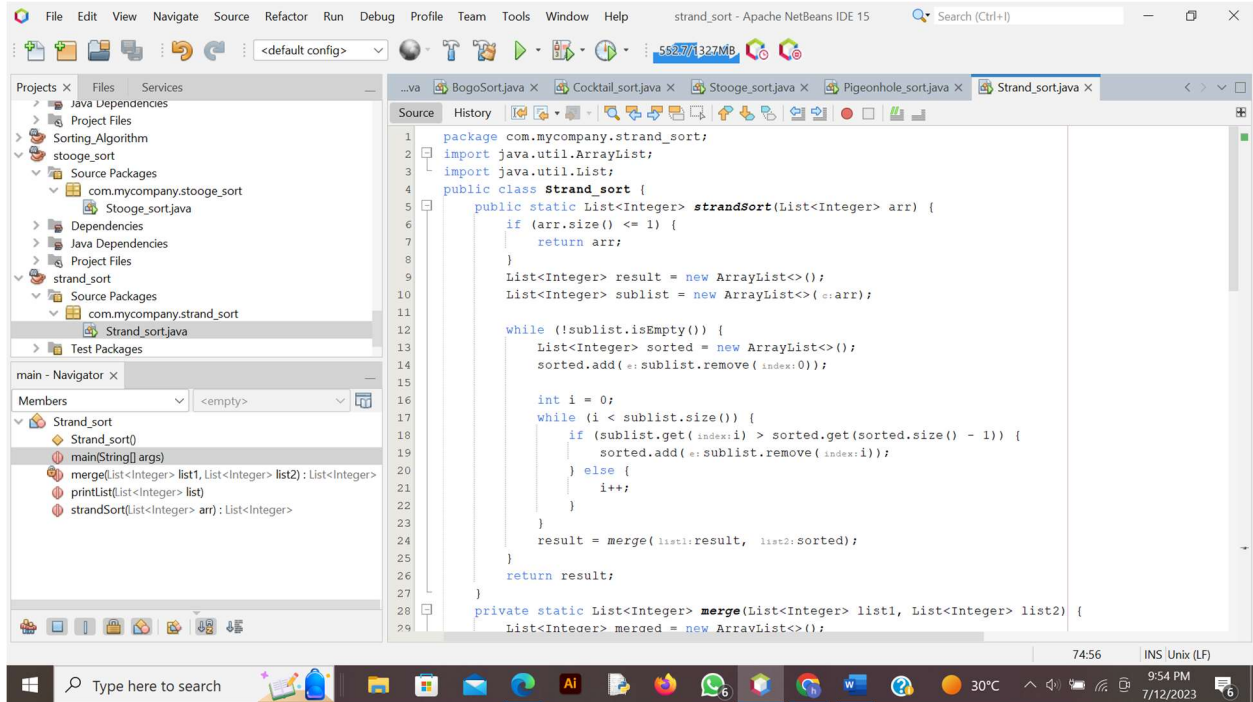 File Edit View Navigate Source Refactor Run Debug Profile Team Tools Window Help strand_sort - Apache NetBeans IDE 15 Search (Ctrl+I)
<default config> 552.7/1327MB
Projects Files Services
...va BogoSort.java Cocktail_sort.java Stooge_sort.java Pigeonhole_sort.java Strand_sort.java
Source History
Java Dependencies
Project Files
Sorting_Algorithm
stooge_sort
Source Packages
com.mycompany.stooge_sort
Stooge_sort.java
Dependencies
Java Dependencies
Project Files
strand_sort
Source Packages
com.mycompany.strand_sort
Strand_sort.java
Test Packages
main - Navigator
Members <empty>
Strand_sort
Strand_sort()
main(String[] args)
merge(List<Integer> list1, List<Integer> list2) : List<Integer>
printList(List<Integer> list)
strandSort(List<Integer> arr) : List<Integer>
1 package com.mycompany.strand_sort;
2 import java.util.ArrayList;
3 import java.util.List;
4 public class Strand_sort {
5 public static List<Integer> strandSort(List<Integer> arr) {
6 if (arr.size() <= 1) {
7 return arr;
8 }
9 List<Integer> result = new ArrayList<>();
10 List<Integer> sublist = new ArrayList<>( c:arr);
11
12 while (!sublist.isEmpty()) {
13 List<Integer> sorted = new ArrayList<>();
14 sorted.add( e: sublist.remove( index:0));
15
16 int i = 0;
17 while (i < sublist.size()) {
18 if (sublist.get( index:i) > sorted.get(sorted.size() - 1)) {
19 sorted.add( e: sublist.remove( index:i));
20 } else {
21 i++;
22 }
23 }
24 result = merge( list1:result, list2:sorted);
25 }
26 return result;
27 }
28 private static List<Integer> merge(List<Integer> list1, List<Integer> list2) {
29 List<Integer> merged = new ArrayList<>();
74:56 INS Unix (LF)
Type here to search
30°C 9:54 PM
7/12/2023
6
6